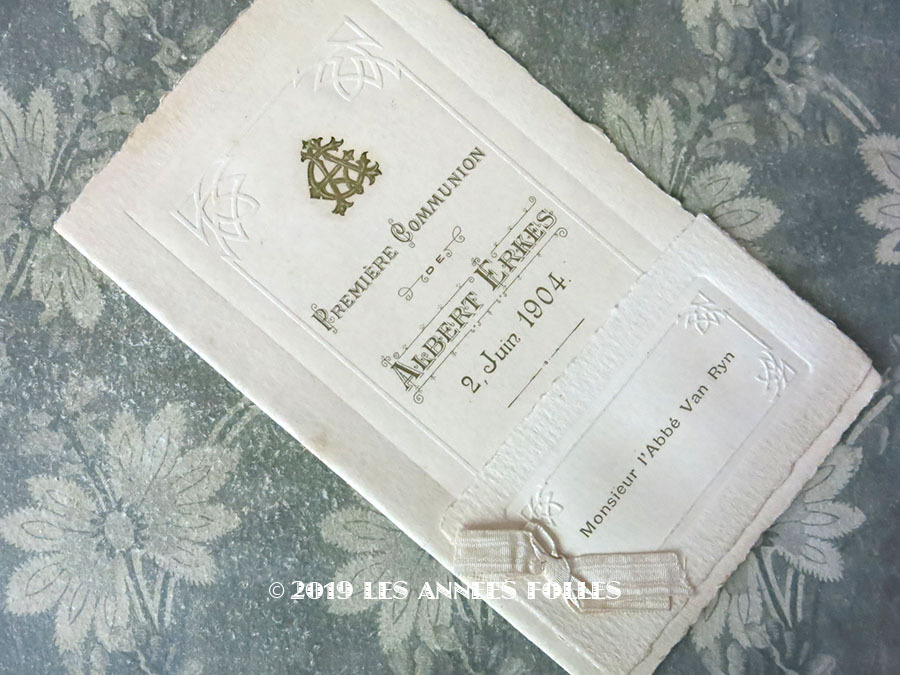 PREMIÈRE COMMUNION
DE
ALBERT ERKES
2, Juin 1904.
Monsieur l'Abbé Van Ryn
© 2019 LES ANNEES FOLLES